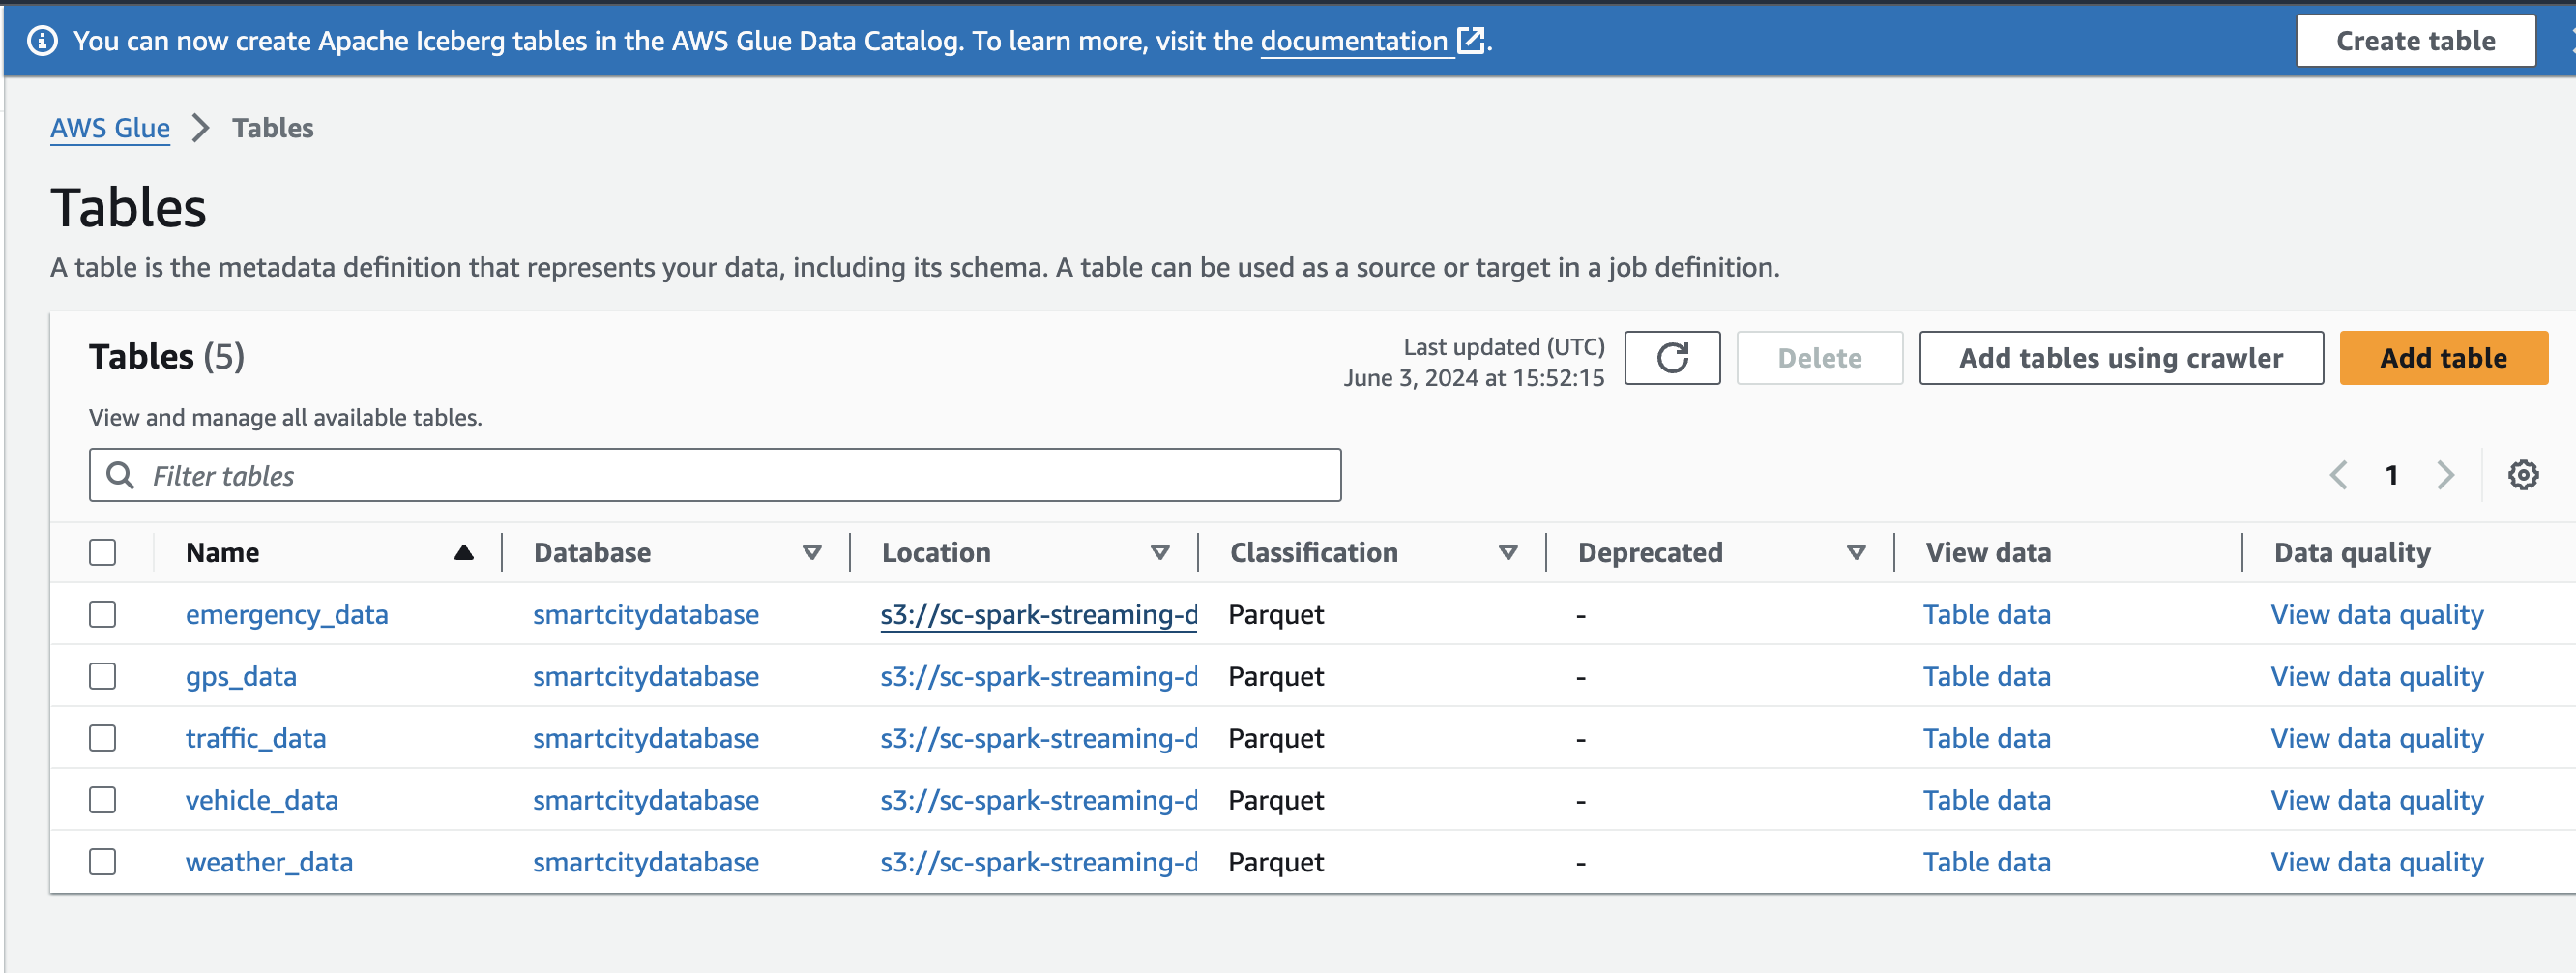 You can now create Apache Iceberg tables in the AWS Glue Data Catalog. To learn more, visit the documentation. Create table
AWS Glue Tables
Tables
A table is the metadata definition that represents your data, including its schema. A table can be used as a source or target in a job definition.
Tables (5)
Last updated (UTC)
June 3, 2024 at 15:52:15
Delete Add tables using crawler Add table
View and manage all available tables.
Filter tables
1
Name Database Location Classification Deprecated View data Data quality
emergency_data smartcitydatabase s3://sc-spark-streaming-d Parquet - Table data View data quality
gps_data smartcitydatabase s3://sc-spark-streaming-d Parquet - Table data View data quality
traffic_data smartcitydatabase s3://sc-spark-streaming-d Parquet - Table data View data quality
vehicle_data smartcitydatabase s3://sc-spark-streaming-d Parquet - Table data View data quality
weather_data smartcitydatabase s3://sc-spark-streaming-d Parquet - Table data View data quality